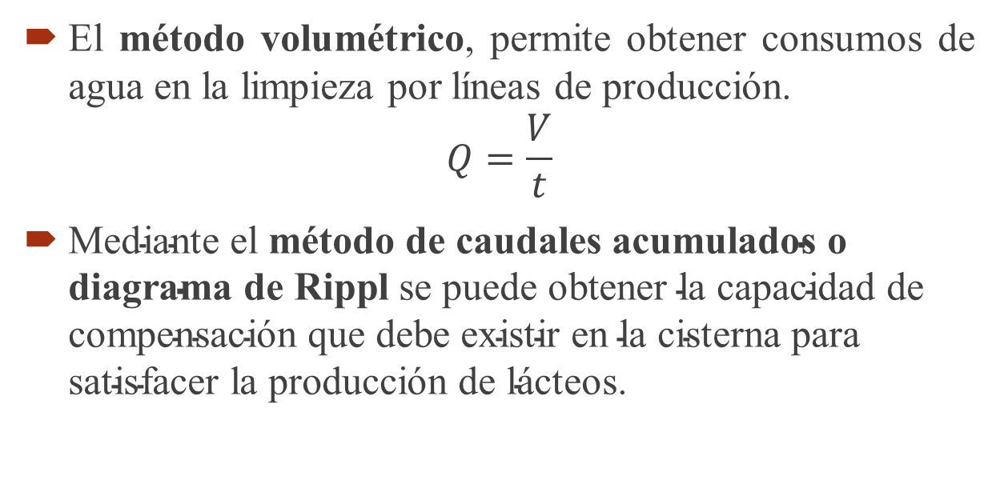 El método volumétrico, permite obtener consumos de
agua en la limpieza por líneas de producción.
Q = V/t
Mediante el método de caudales acumulados o
diagrama de Rippl se puede obtener la capacidad de
compensación que debe existir en la cisterna para
satisfacer la producción de lácteos.